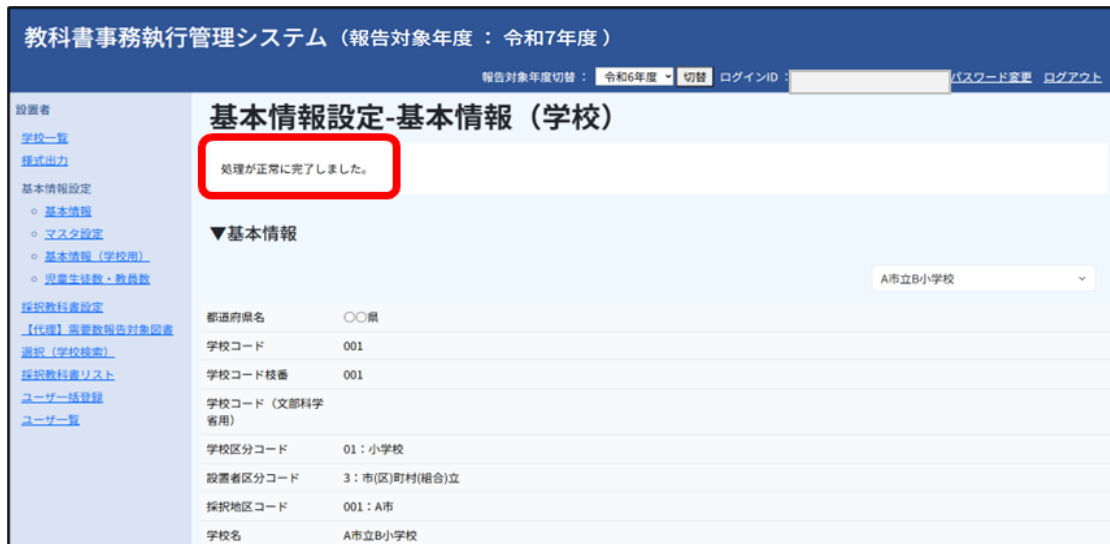 教科書事務執行管理システム（報告対象年度 ： 令和7年度 ）
報告対象年度切替 ： 令和6年度 切替 ログインID ： パスワード変更 ログアウト
設置者
学校一覧
様式出力
基本情報設定
基本情報
マスタ設定
基本情報（学校用）
児童生徒数・教員数
採択教科書設定
【代理】需要数報告対象図書
選択（学校検索）
採択教科書リスト
ユーザ一括登録
ユーザ一覧
基本情報設定-基本情報（学校）
処理が正常に完了しました。
▼基本情報
A市立B小学校
都道府県名 〇〇県
学校コード 001
学校コード枝番 001
学校コード（文部科学
省用）
学校区分コード 01：小学校
設置者区分コード 3：市(区)町村(組合)立
採択地区コード 001：A市
学校名 A市立B小学校